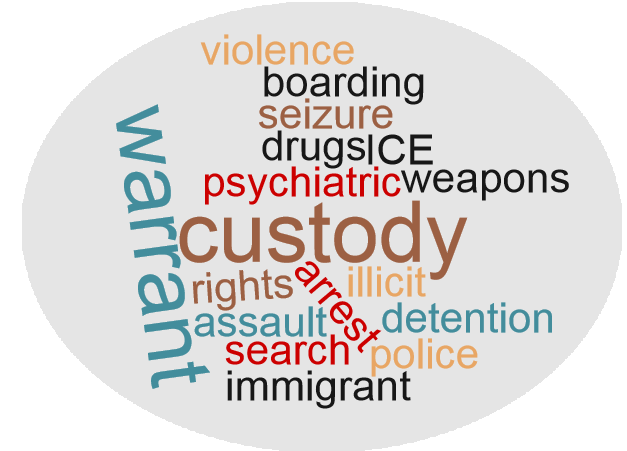 violence
boarding
seizure
drugs
ICE
psychiatric
weapons
warrant
custody
rights
arrest
illicit
assault
detention
search
police
immigrant